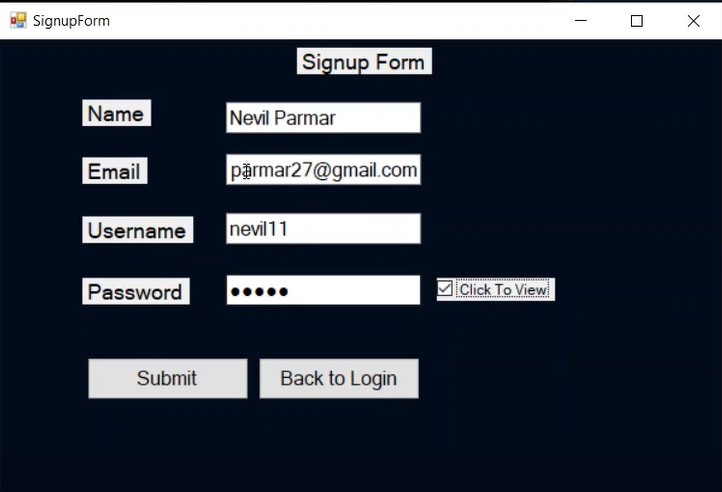 SignupForm
Signup Form
Name
Nevil Parmar
Email
parmar27@gmail.com
Username
nevil11
Password
●●●●●
Click To View
Submit
Back to Login